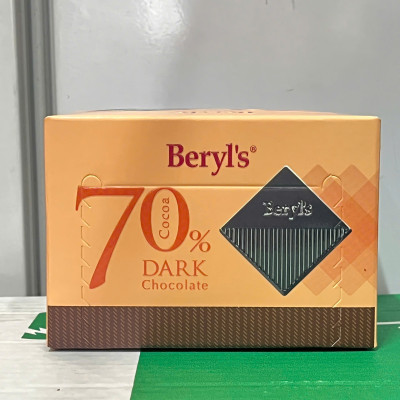 Beryl's®
70%
Cocoa
Beryl's
DARK
Chocolate